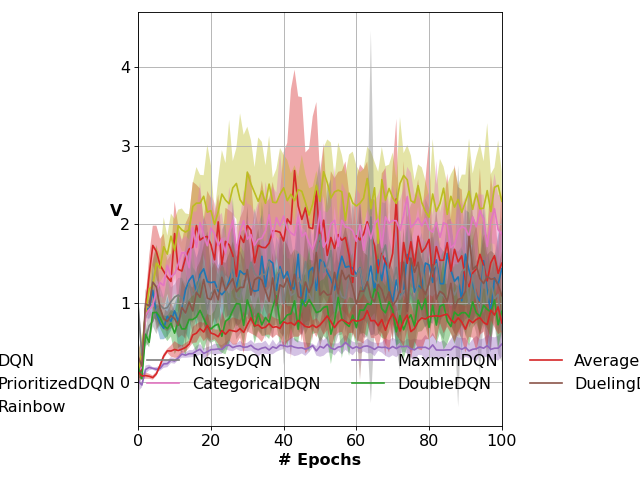 4
3
V
2
1
0
DQN NoisyDQN MaxminDQN Average
PrioritizedDQN CategoricalDQN DoubleDQN
Rainbow
0 20 40 60 80 100
# Epochs